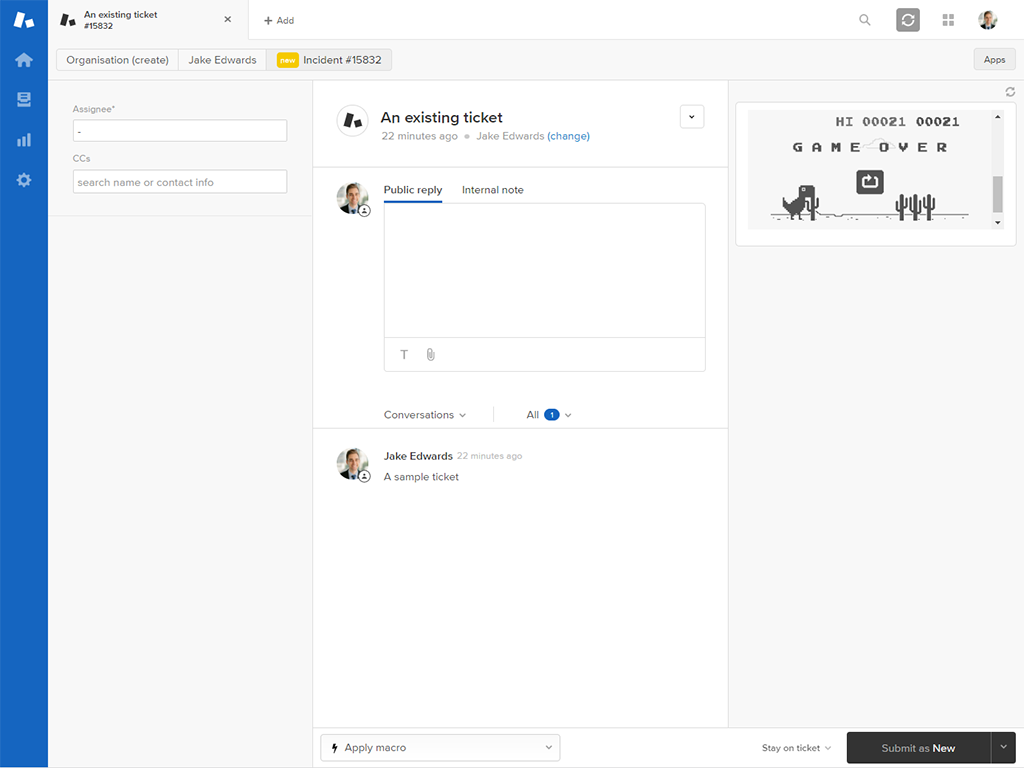 An existing ticket
#15832
+ Add
Organisation (create)
Jake Edwards
new Incident #15832
Apps
Assignee*
-
CCs
search name or contact info
An existing ticket
22 minutes ago Jake Edwards (change)
Public reply Internal note
T
Conversations All 1
Jake Edwards 22 minutes ago
A sample ticket
HI 00021 00021
GAME OVER
Apply macro
Stay on ticket
Submit as New